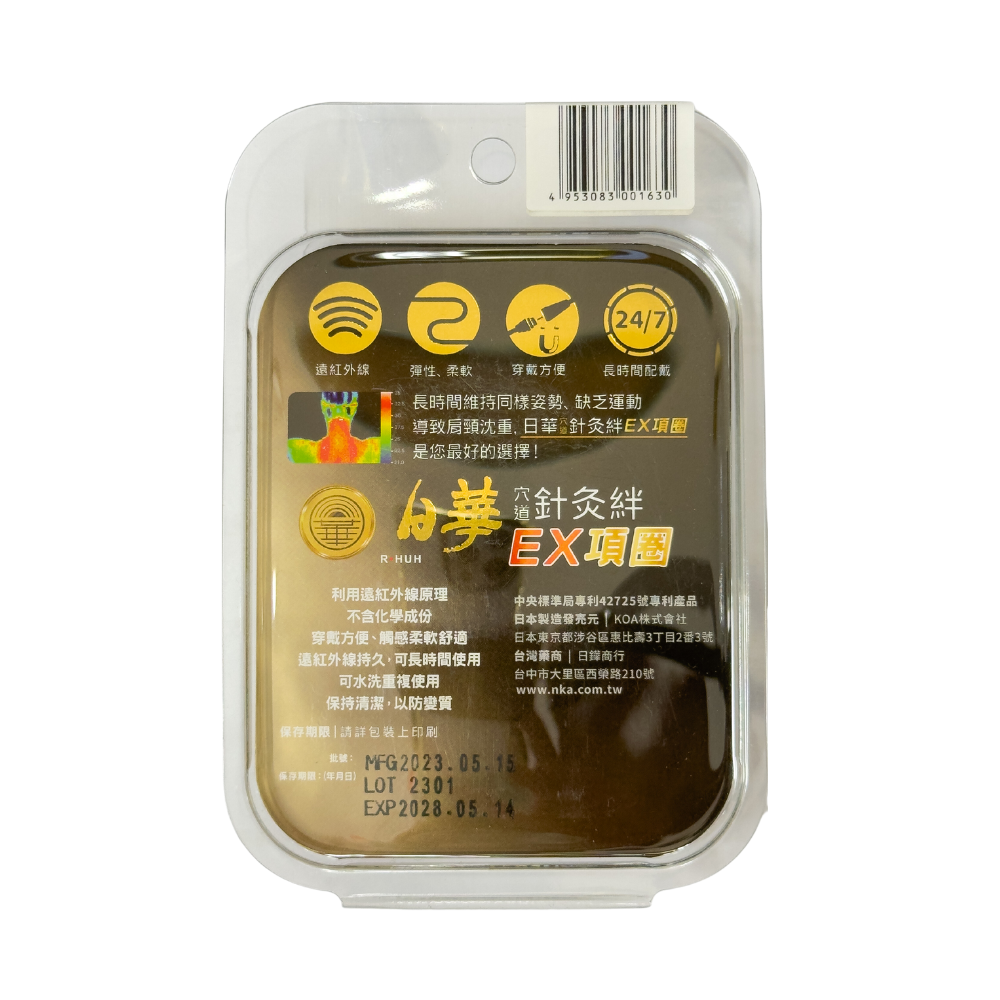 4 953083 001630
遠紅外線
彈性、柔軟
穿戴方便
24/7
長時間配戴
長時間維持同樣姿勢、缺乏運動
導致肩頸沈重，日華穴道針灸絆EX項圈
是您最好的選擇！
日華 穴道針灸絆
RIHUH
EX項圈
利用遠紅外線原理
不含化學成份
穿戴方便、觸感柔軟舒適
遠紅外線持久，可長時間使用
可水洗重複使用
保持清潔，以防變質
中央標準局專利42725號專利產品
日本製造發売元｜KOA株式會社
日本東京都涉谷區惠比壽3丁目2番3號
台灣藥商｜日鏵商行
台中市大里區西榮路210號
www.nka.com.tw
保存期限｜請詳包裝上印刷
批號：
保存期限：(年月日)
MFG2023.05.15
LOT 2301
EXP2028.05.14